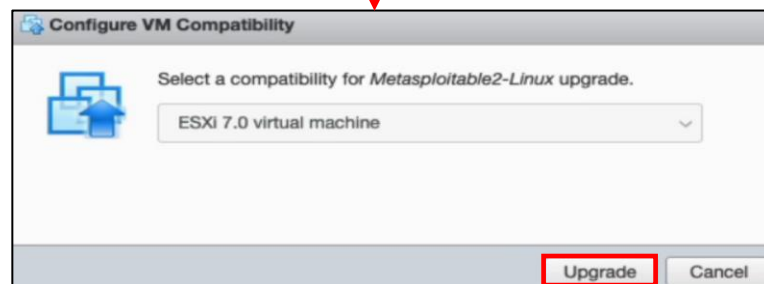 Configure VM Compatibility
Select a compatibility for Metasploitable2-Linux upgrade.
ESXi 7.0 virtual machine
Upgrade Cancel